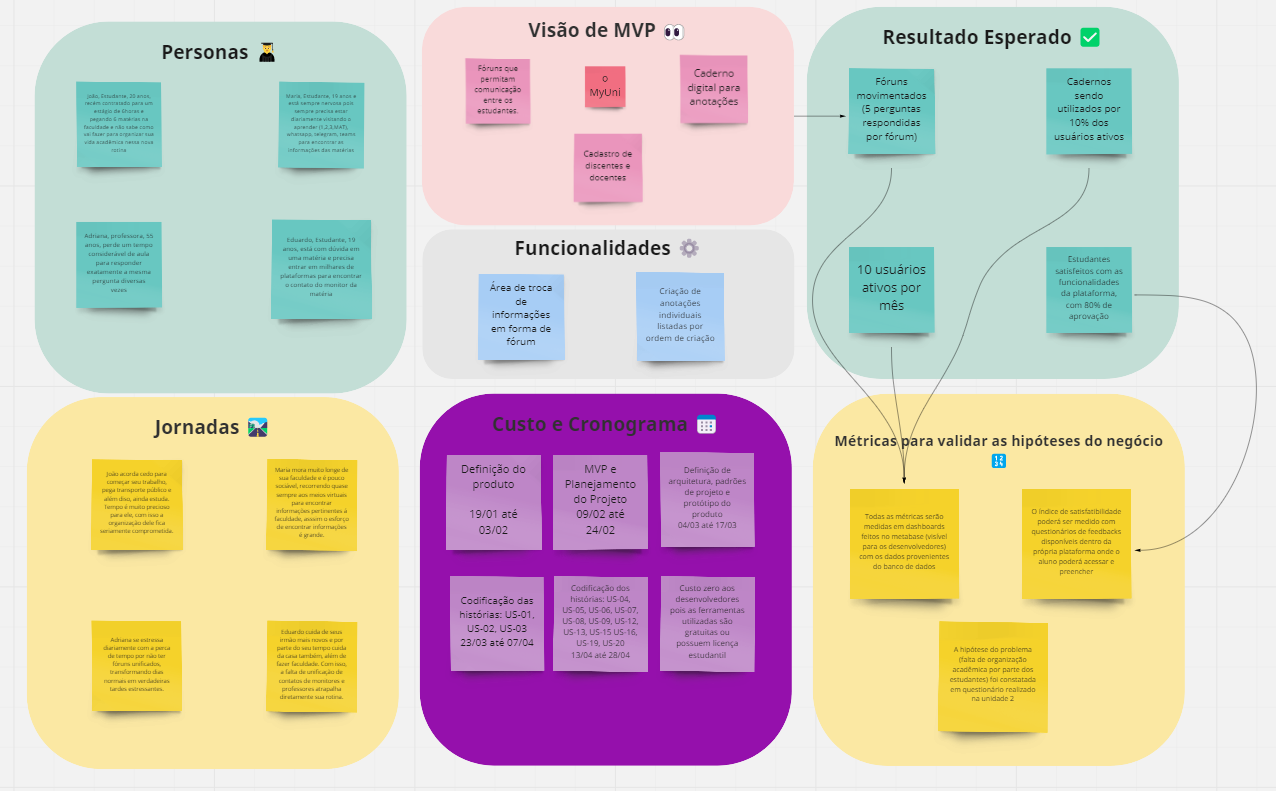 Personas
João, Estudante, 20 anos,
recém contratado para um
estágio de 6horas e
pegando 6 matérias na
faculdade e não sabe como
vai fazer para organizar sua
vida acadêmica nessa nova
rotina
Maria, Estudante, 19 anos e
está sempre nervosa pois
sempre precisa estar
diariamente visitando o
aprender (1,2,3,MAT),
whatsapp, telegram, teams
para encontrar as
informações das matérias
Adriana, professora, 55
anos, perde um tempo
considerável de aula
para responder
exatamente a mesma
pergunta diversas
vezes
Eduardo, Estudante, 19
anos, está com dúvida em
uma matéria e precisa
entrar em milhares de
plataformas para encontrar
o contato do monitor da
matéria
Visão de MVP
Fóruns que
permitam
comunicação
entre os
estudantes.
O
MyUni
Caderno
digital para
anotações
Cadastro de
discentes e
docentes
Funcionalidades
Área de troca
de
informações
em forma de
fórum
Criação de
anotações
individuais
listadas por
ordem de criação
Resultado Esperado
Fóruns
movimentados
(5 perguntas
respondidas
por fórum)
Cadernos
sendo
utilizados por
10% dos
usuários ativos
10 usuários
ativos por
mês
Estudantes
satisfeitos com as
funcionalidades
da plataforma,
com 80% de
aprovação
Jornadas
João acorda cedo para
começar seu trabalho,
pega transporte público e
além disso, ainda estuda.
Tempo é muito precioso
para ele, com isso a
organização dele fica
seriamente comprometida.
Maria mora muito longe de
sua faculdade e é pouco
sociável, recorrendo quase
sempre aos meios virtuais
para encontrar
informações pertinentes à
faculdade, assim o esforço
de encontrar informações
é grande.
Adriana se estressa
diariamente com a perca
de tempo por não ter
fóruns unificados,
transformando dias
normais em verdadeiras
tardes estressantes.
Eduardo cuida de seus
irmão mais novos e por
parte do seu tempo cuida
da casa também, além de
fazer faculdade. Com isso,
a falta de unificação de
contatos de monitores e
professores atrapalha
diretamente sua rotina.
Custo e Cronograma
Definição do
produto
19/01 até
03/02
MVP e
Planejamento
do Projeto
09/02 até
24/02
Definição de
arquitetura, padrões
de projeto e
protótipo do
produto
04/03 até 17/03
Codificação das
histórias: US-01,
US-02, US-03
23/03 até 07/04
Codificação das
histórias: US-04,
US-05, US-06, US-07,
US-08, US-09, US-12,
US-13, US-15 US-16,
US-19, US-20
13/04 até 28/04
Custo zero aos
desenvolvedores
pois as ferramentas
utilizadas são
gratuitas ou
possuem licença
estudantil
Métricas para validar as hipóteses do negócio
Todas as métricas serão
medidas em dashboards
feitos no metabase (visível
para os desenvolvedores)
com os dados provenientes
do banco de dados
O índice de satisfatibilidade
poderá ser medido com
questionários de feedbacks
disponíveis dentro da
própria plataforma onde o
aluno poderá acessar e
preencher
A hipótese do problema
(falta de organização
acadêmica por parte dos
estudantes) foi constatada
em questionário realizado
na unidade 2